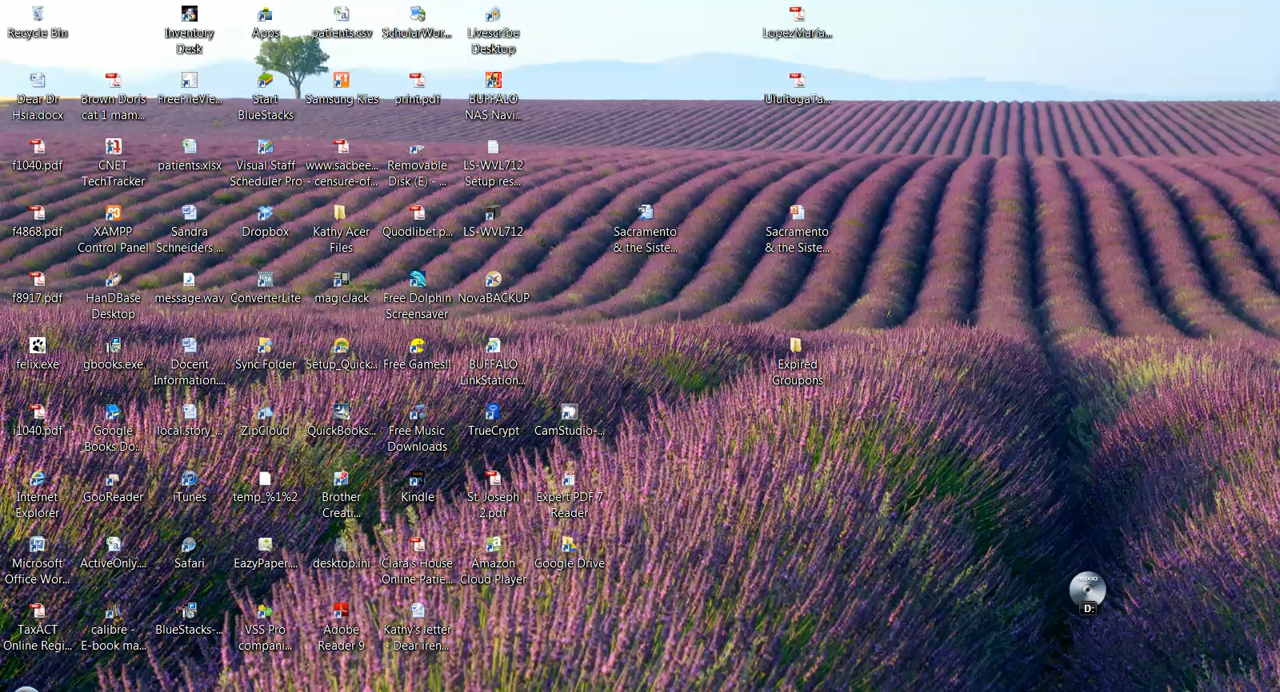 Recycle Bin
Inventory
Desk
Apps
patients.csv
ScholarWor...
Livescribe
Desktop
LopezMaria...
Dear Dr
Hsia.docx
Brown Doris
cat 1 mam...
FreeFileVie...
Start
BlueStacks
Samsung Kies
print.pdf
BUFFALO
NAS Navi...
UluitogaTa...
f1040.pdf
CNET
TechTracker
patients.xlsx
Visual Staff
Scheduler Pro
www.sacbee...
- censure-of...
Removable
Disk (E) - ...
LS-WVL712
Setup res...
f4868.pdf
XAMPP
Control Panel
Sandra
Schneiders ...
Dropbox
Kathy Acer
Files
Quodlibet.p...
LS-WVL712
Sacramento
& the Siste...
Sacramento
& the Siste...
f8917.pdf
HanDBase
Desktop
message.wav
ConverterLite
magicJack
Free Dolphin
Screensaver
NovaBACKUP
felix.exe
gbooks.exe
Docent
Information....
Sync Folder
Setup_Quick...
Free Games!!
BUFFALO
LinkStation...
Expired
Groupons
i1040.pdf
Google
Books Do...
local.story_...
ZipCloud
QuickBooks...
Free Music
Downloads
TrueCrypt
CamStudio-...
Internet
Explorer
GooReader
iTunes
temp_%1%2
Brother
Creati...
Kindle
St. Joseph
2.pdf
Expert PDF 7
Reader
Microsoft
Office Wor...
ActiveOnly....
Safari
EazyPaper....
desktop.ini
Clara's House
Online Patie...
Amazon
Cloud Player
Google Drive
D:
TaxACT
Online Regi...
calibre -
E-book ma...
BlueStacks-...
VSS Pro
compani...
Adobe
Reader 9
Kathy's letter
- Dear iren...